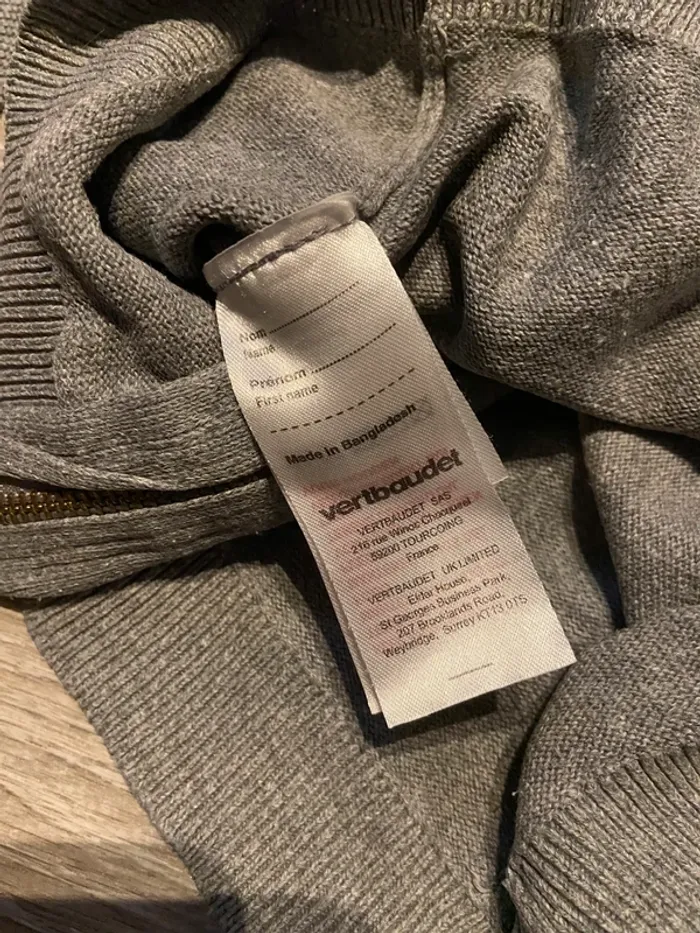 Nom
Name
Prénom
First name
Made in Bangladesh
vertbaudet
VERTBAUDET SAS
216 rue Winoc Chocqueel
59200 TOURCOING
France
VERTBAUDET UK LIMITED
Elder House,
St Georges Business Park,
207 Brooklands Road,
Weybridge, Surrey KT13 0TS